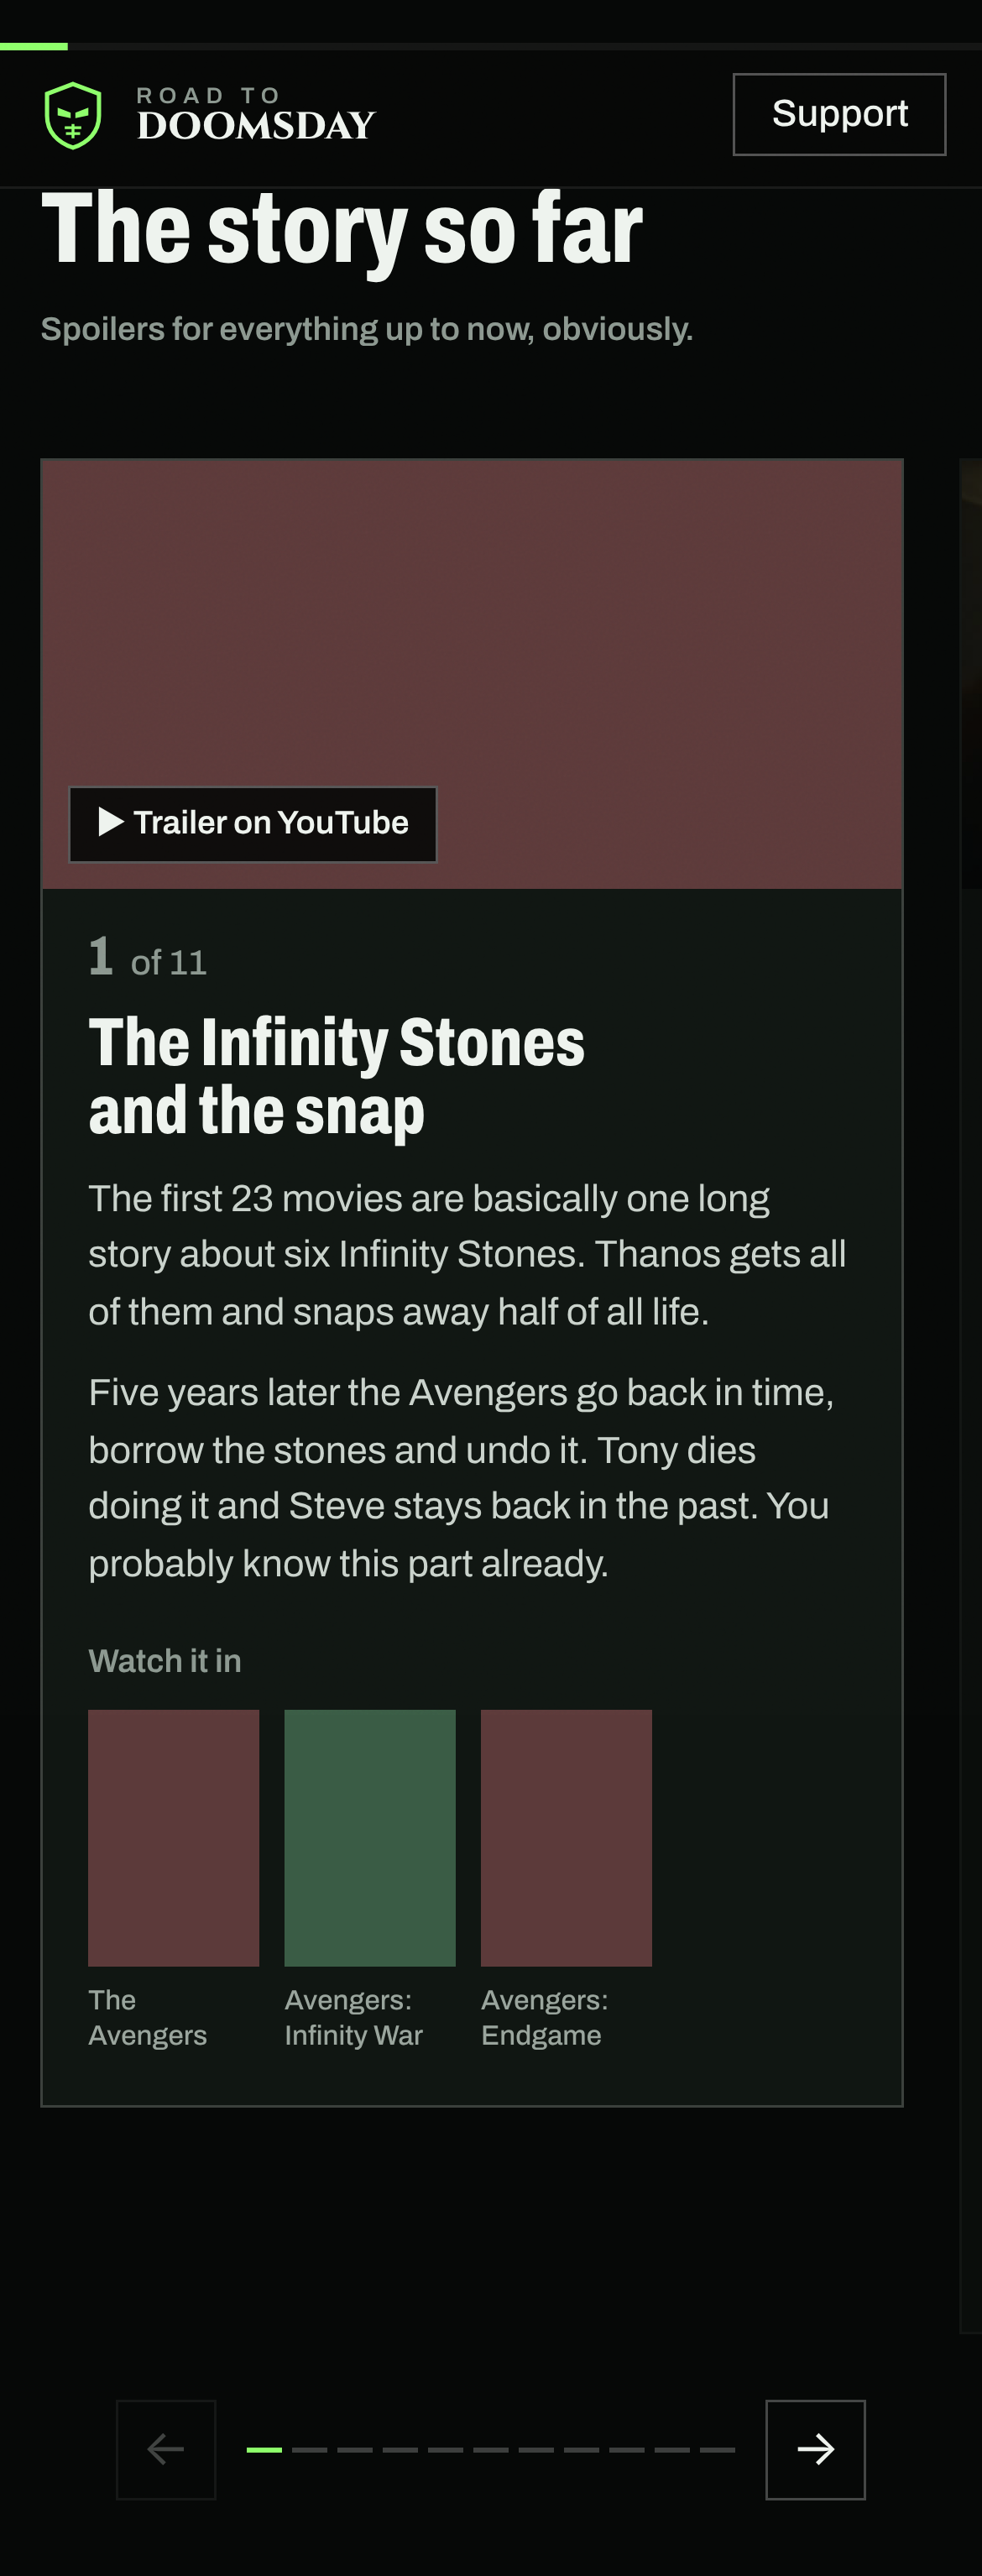 ROAD TO
DOOMSDAY
Support
The story so far
Spoilers for everything up to now, obviously.
Trailer on YouTube
1 of 11
The Infinity Stones
and the snap
The first 23 movies are basically one long
story about six Infinity Stones. Thanos gets all
of them and snaps away half of all life.
Five years later the Avengers go back in time,
borrow the stones and undo it. Tony dies
doing it and Steve stays back in the past. You
probably know this part already.
Watch it in
The
Avengers
Avengers:
Infinity War
Avengers:
Endgame